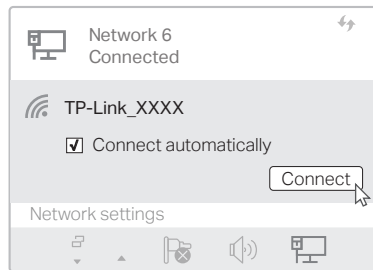 Network 6
Connected
TP-Link_XXXX
Connect automatically
Connect
Network settings